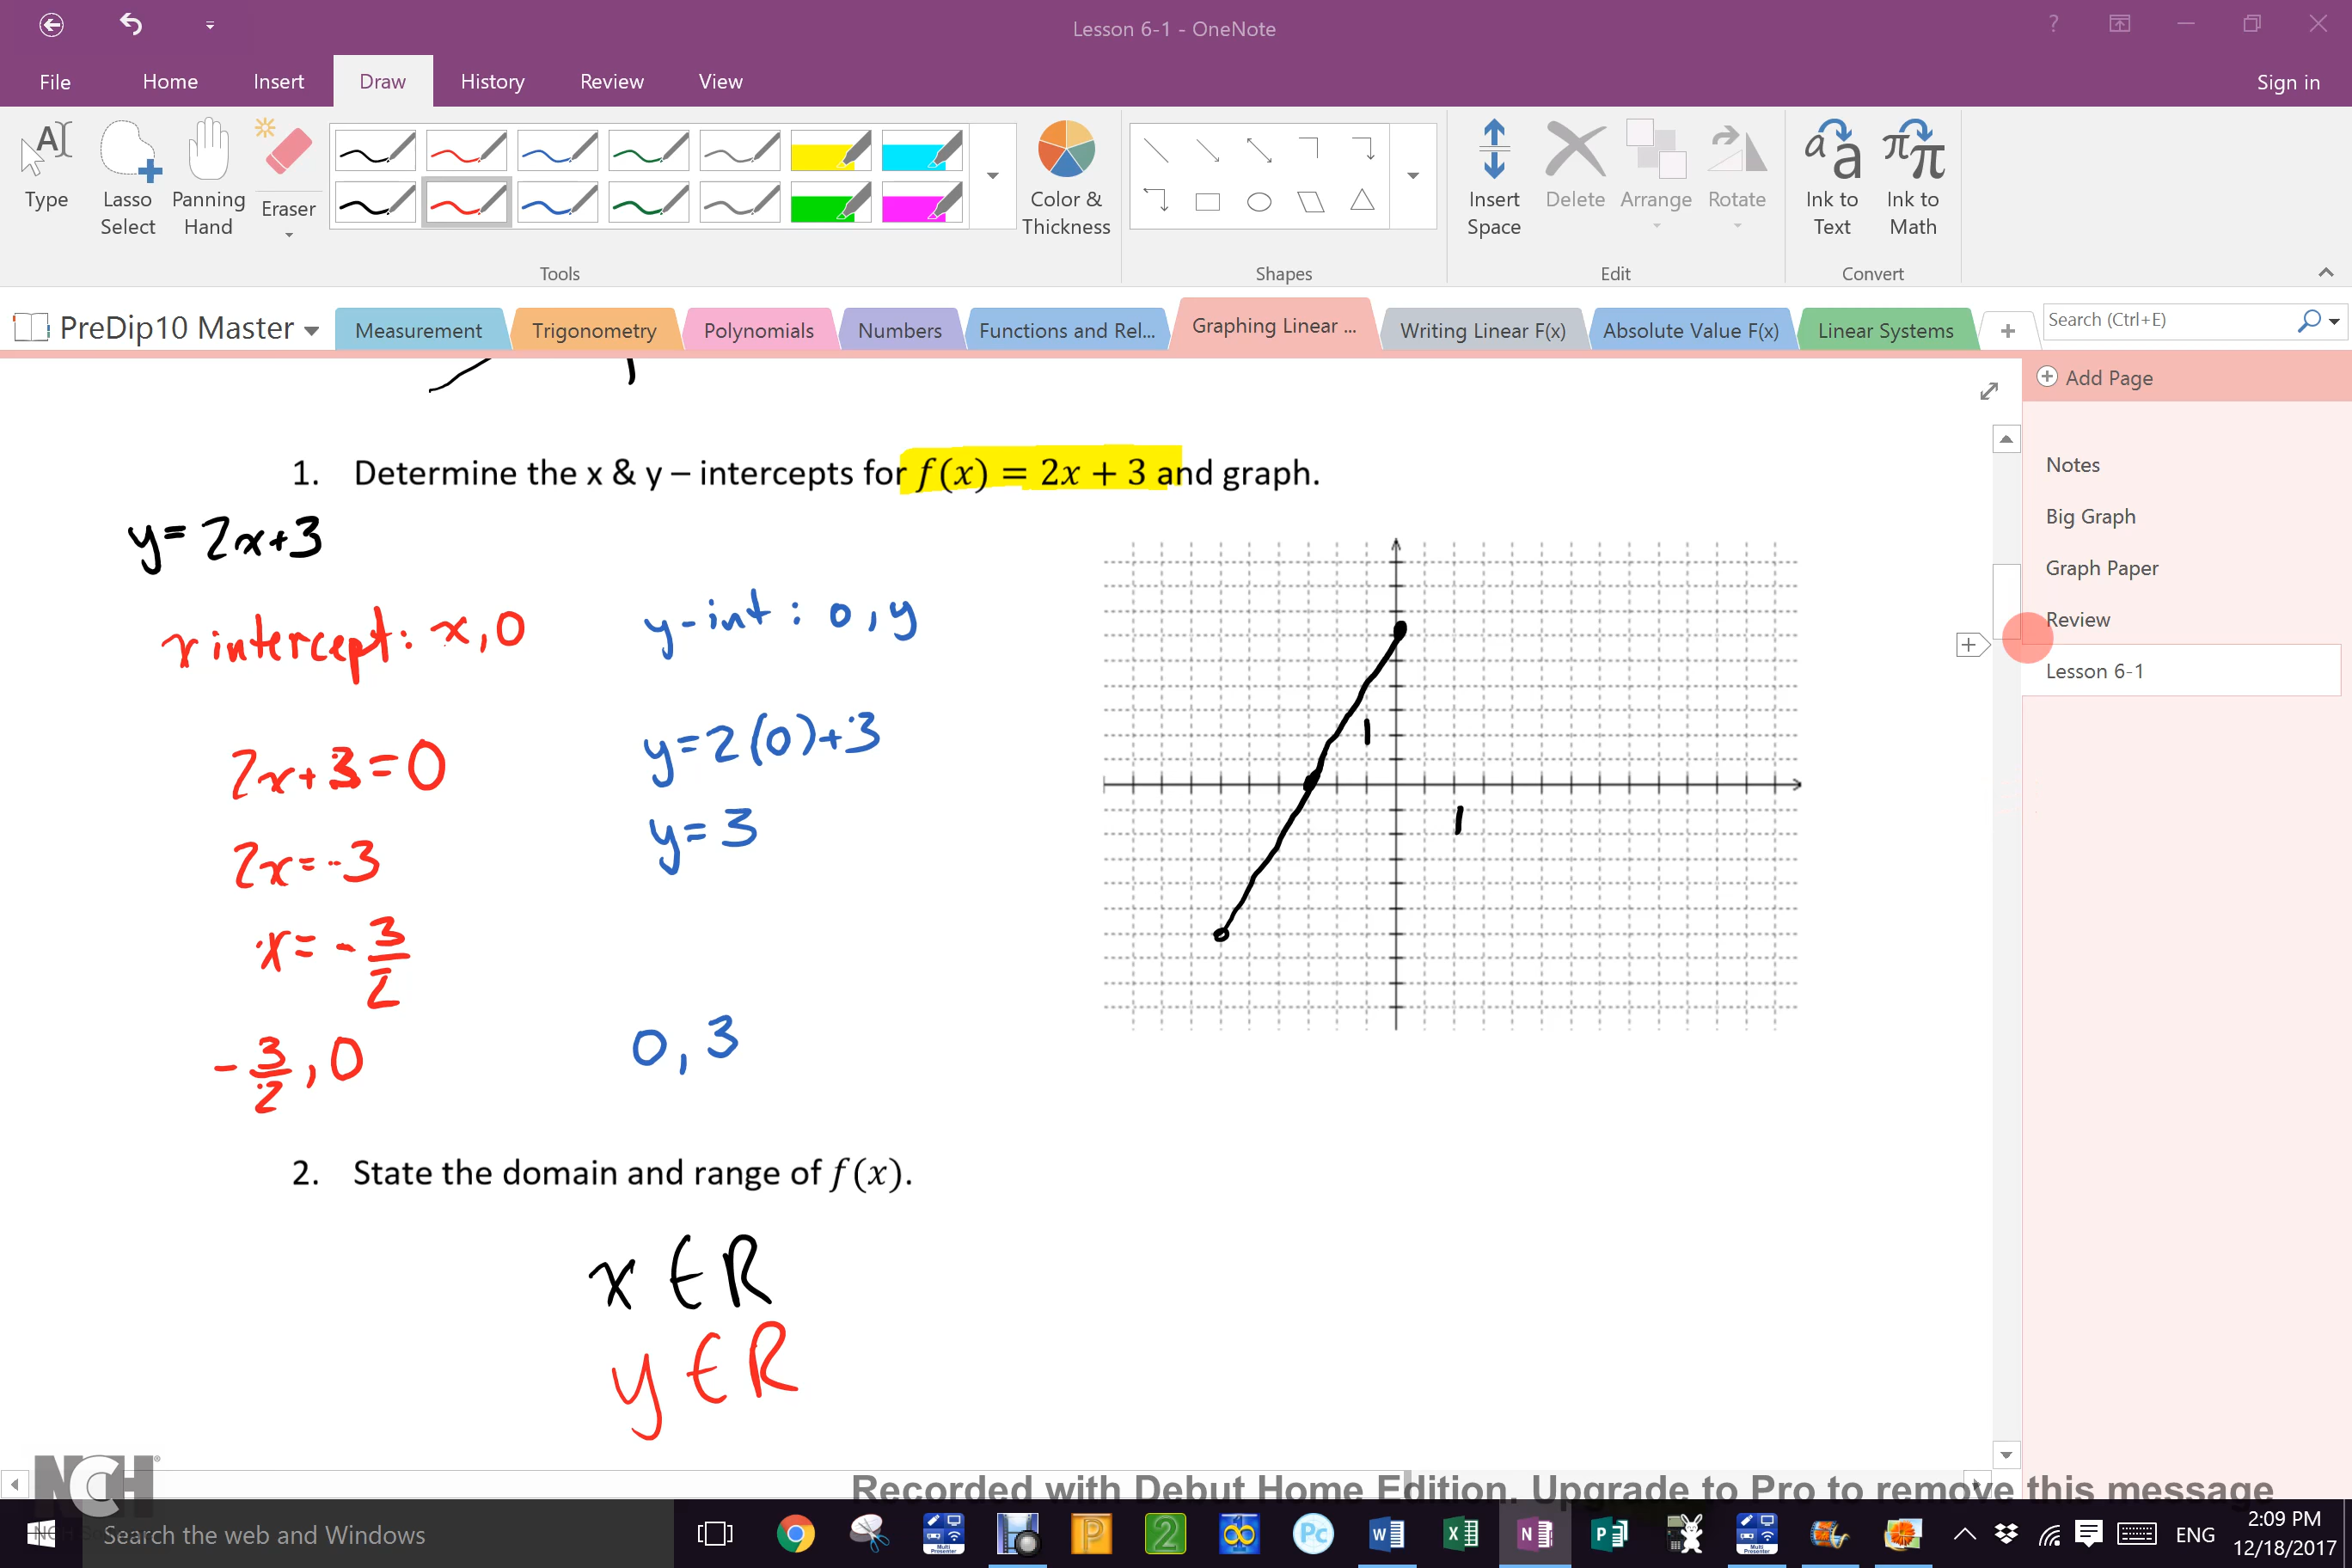 Lesson 6-1 - OneNote
?
File Home Insert Draw History Review View Sign in
Type
Lasso Select
Panning Hand
Eraser
Color & Thickness
Insert Space
Delete
Arrange
Rotate
Ink to Text
Ink to Math
Tools Shapes Edit Convert
PreDip10 Master Measurement Trigonometry Polynomials Numbers Functions and Rel... Graphing Linear ... Writing Linear F(x) Absolute Value F(x) Linear Systems + Search (Ctrl+E)
Add Page
Notes
Big Graph
Graph Paper
Review
Lesson 6-1
1. Determine the x & y – intercepts for f(x) = 2x + 3 and graph.
y = 2x+3
x intercept: x, 0
2x+3=0
2x=-3
x= -3/2
-3/2, 0
y-int : 0, y
y=2(0)+3
y=3
0, 3
1
1
2. State the domain and range of f(x).
x ∈ R
y ∈ R
NCH
Recorded with Debut Home Edition. Upgrade to Pro to remove this message
Search the web and Windows
ENG
2:09 PM
12/18/2017